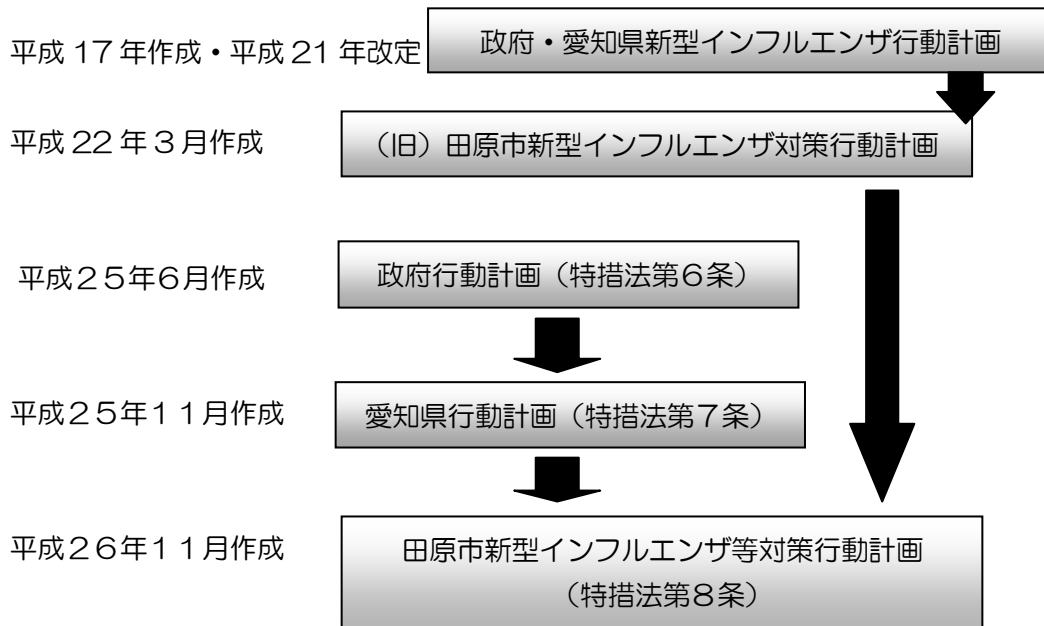 平成 17 年作成・平成 21 年改定
政府・愛知県新型インフルエンザ行動計画
平成 22 年 3 月作成
（旧）田原市新型インフルエンザ対策行動計画
平成２５年６月作成
政府行動計画（特措法第６条）
平成２５年１１月作成
愛知県行動計画（特措法第７条）
平成２６年１１月作成
田原市新型インフルエンザ等対策行動計画
（特措法第８条）